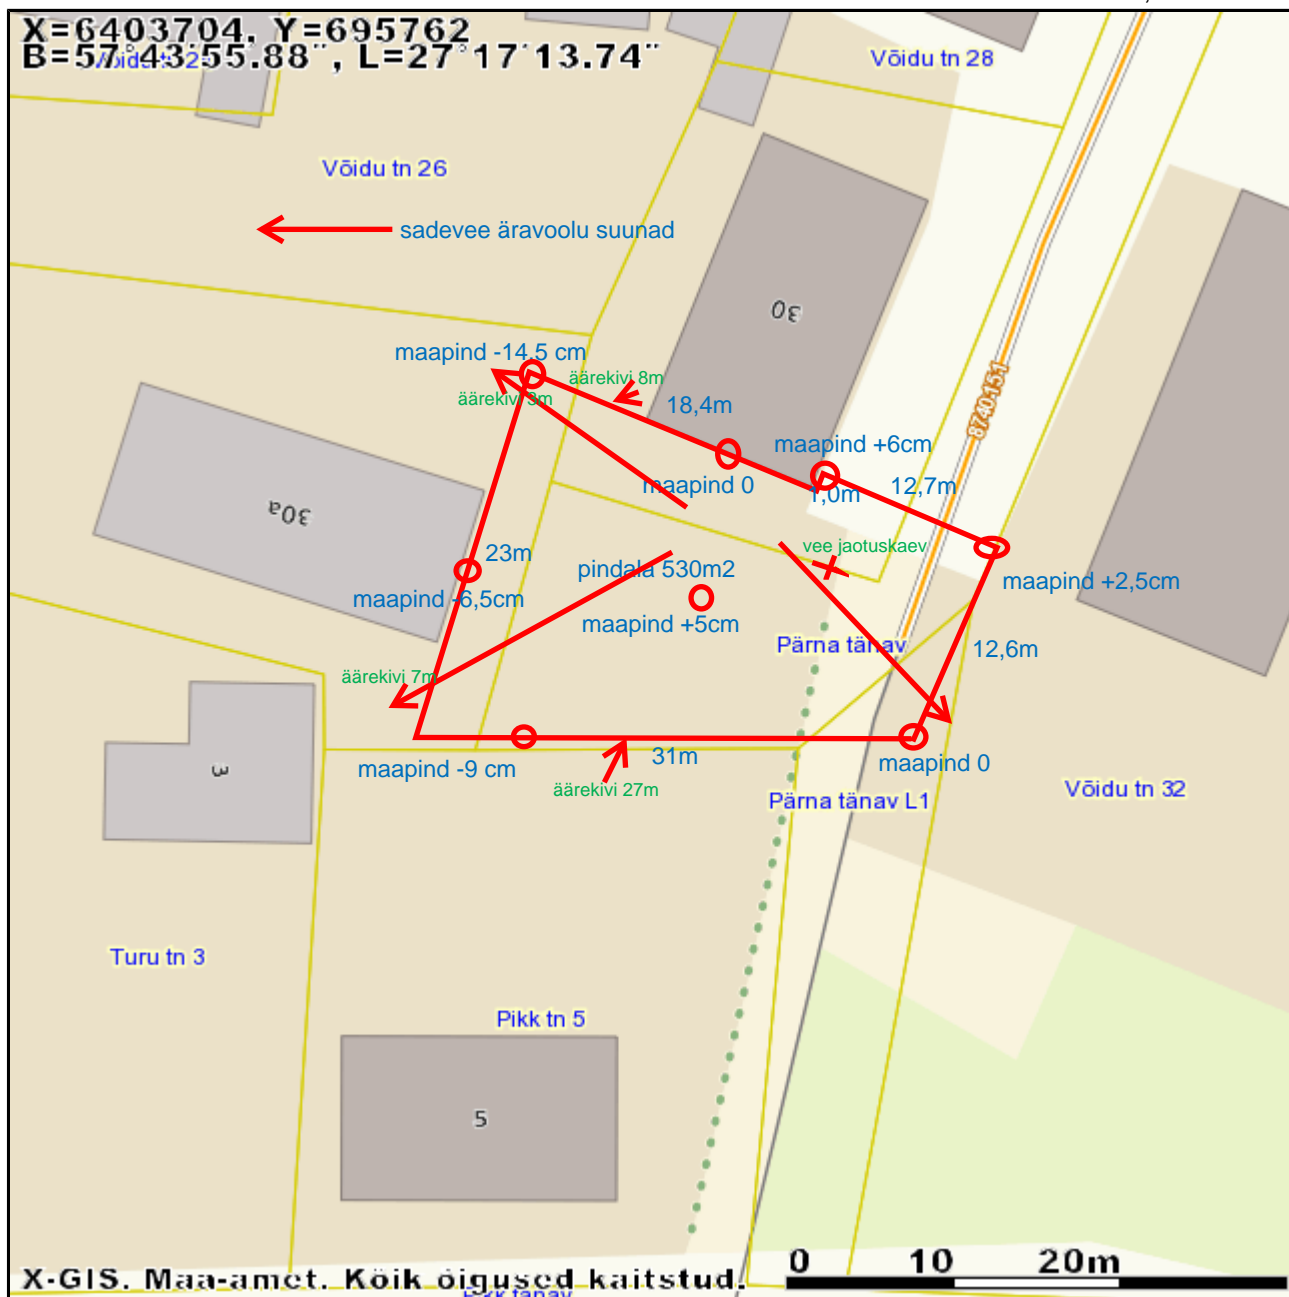 X=6403704, Y=695762
B=57°43'55.88", L=27°17'13.74"
Võidu tn 28
Võidu tn 26
sadevee äravoolu suunad
30
maapind -14,5 cm
äärekivi 8m
äärekivi 3m
18,4m
8740151
maapind +6cm
maapind 0
1,0m
12,7m
30a
23m
vee jaotuskaev
pindala 530m2
maapind +2,5cm
maapind -6,5cm
maapind +5cm
Pärna tänav
12,6m
äärekivi 7m
31m
maapind -9 cm
maapind 0
3
äärekivi 27m
Võidu tn 32
Pärna tänav L1
Turu tn 3
Pikk tn 5
5
0 10 20m
X-GIS. Maa-amet. Kõik õigused kaitstud.
Pikk tänav